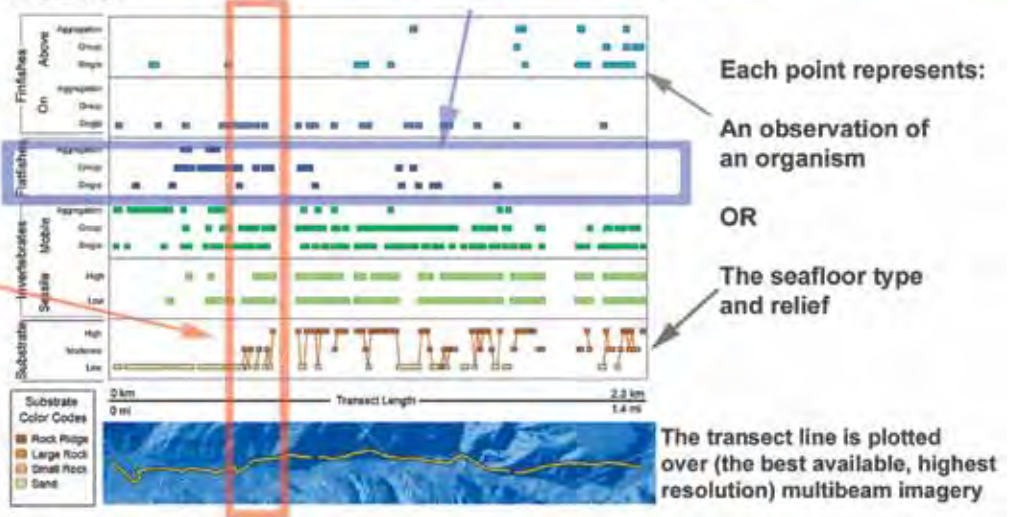 Finfishes
Above
Aggregation
Group
Single
On
Aggregation
Group
Single
Flatfishes
Aggregation
Group
Single
Invertebrates
Mobile
Aggregation
Group
Single
Sessile
High
Low
Substrate
High
Moderate
Low
0 km
0 mi
Transect Length
2.3 km
1.4 mi
Substrate
Color Codes
Rock Ridge
Large Rock
Small Rock
Sand
Each point represents:
An observation of
an organism
OR
The seafloor type
and relief
The transect line is plotted
over (the best available, highest
resolution) multibeam imagery